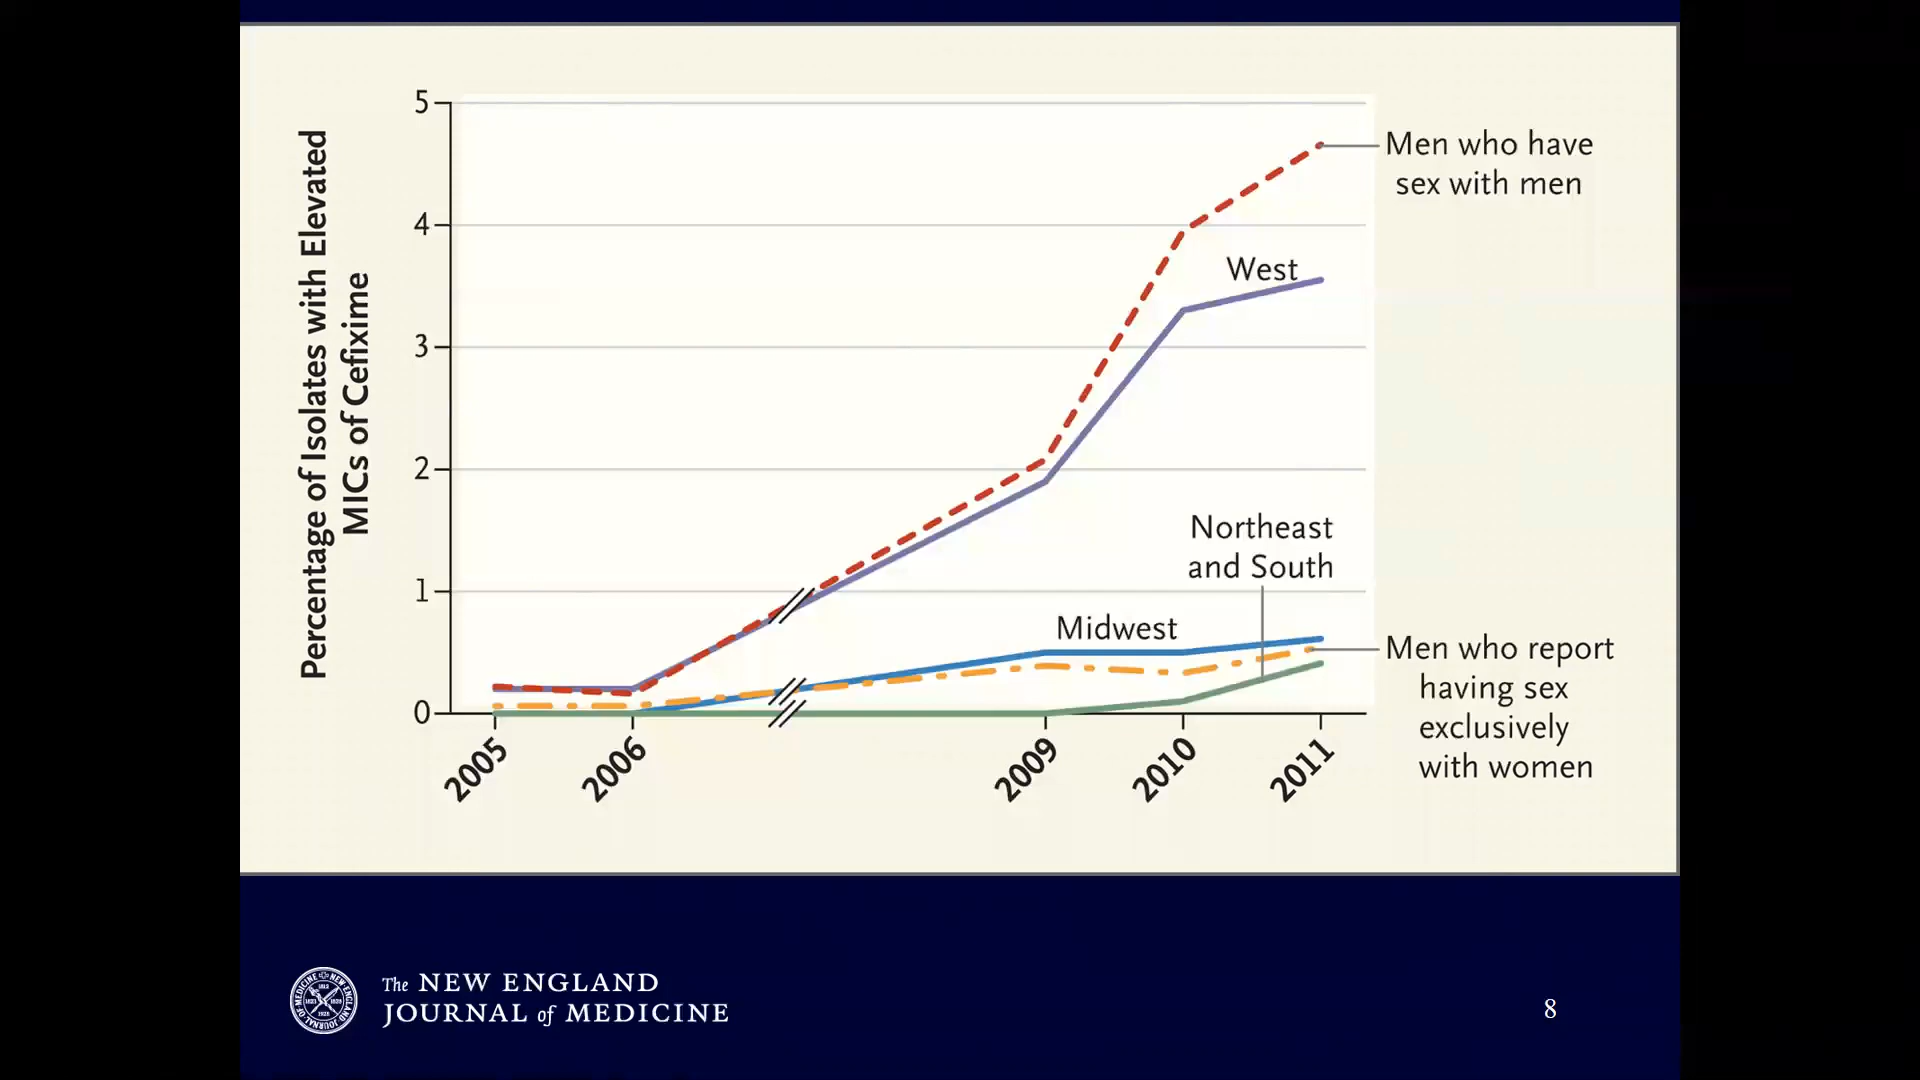 Percentage of Isolates with Elevated
MICs of Cefixime
5
4
3
2
1
0
2005
2006
2009
2010
2011
Men who have
sex with men
West
Northeast
and South
Midwest
Men who report
having sex
exclusively
with women
The NEW ENGLAND
JOURNAL of MEDICINE
8